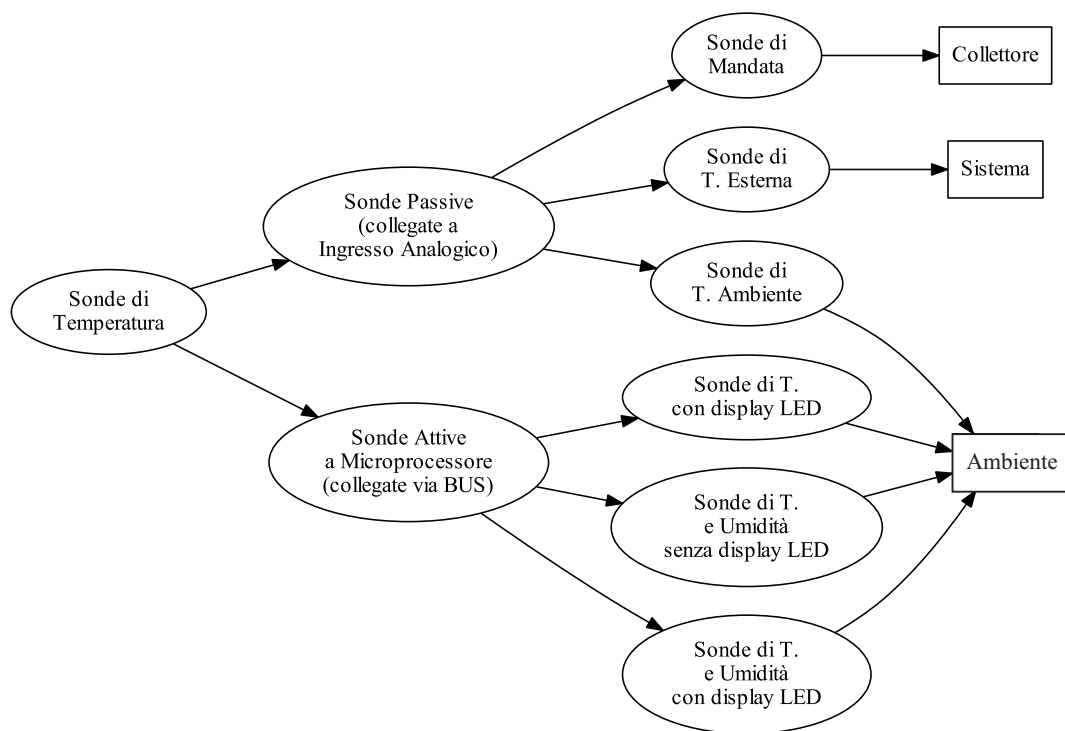 Sonde di
Temperatura
Sonde Passive
(collegate a
Ingresso Analogico)
Sonde Attive
a Microprocessore
(collegate via BUS)
Sonde di
Mandata
Sonde di
T. Esterna
Sonde di
T. Ambiente
Sonde di T.
con display LED
Sonde di T.
e Umidità
senza display LED
Sonde di T.
e Umidità
con display LED
Collettore
Sistema
Ambiente